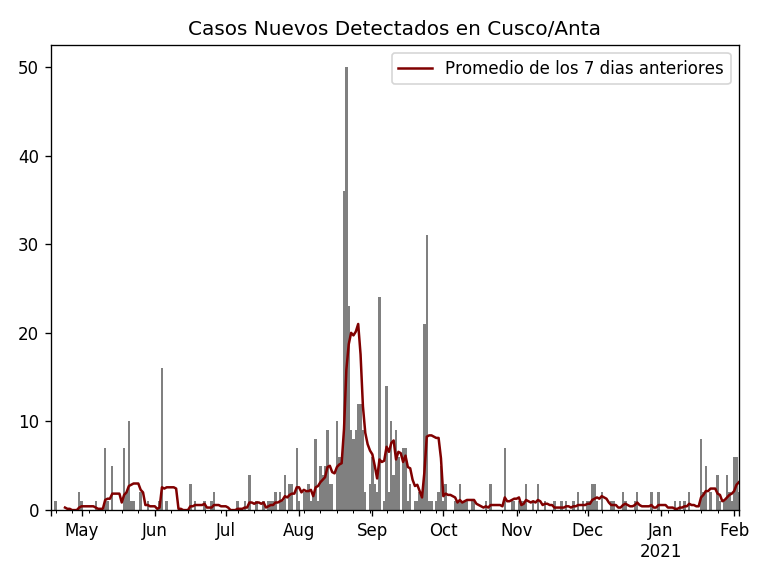 Casos Nuevos Detectados en Cusco/Anta
Promedio de los 7 dias anteriores
50
40
30
20
10
0
May Jun Jul Aug Sep Oct Nov Dec Jan Feb
2021